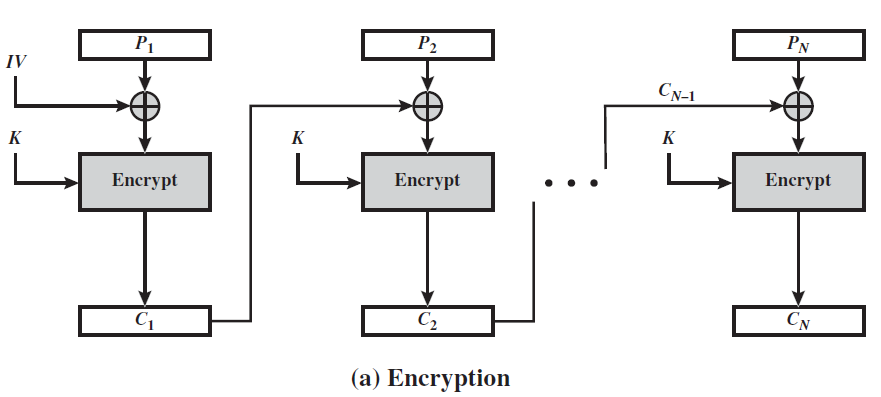 P1 P2 PN
IV
CN–1
K K K
Encrypt Encrypt Encrypt
C1 C2 CN
(a) Encryption